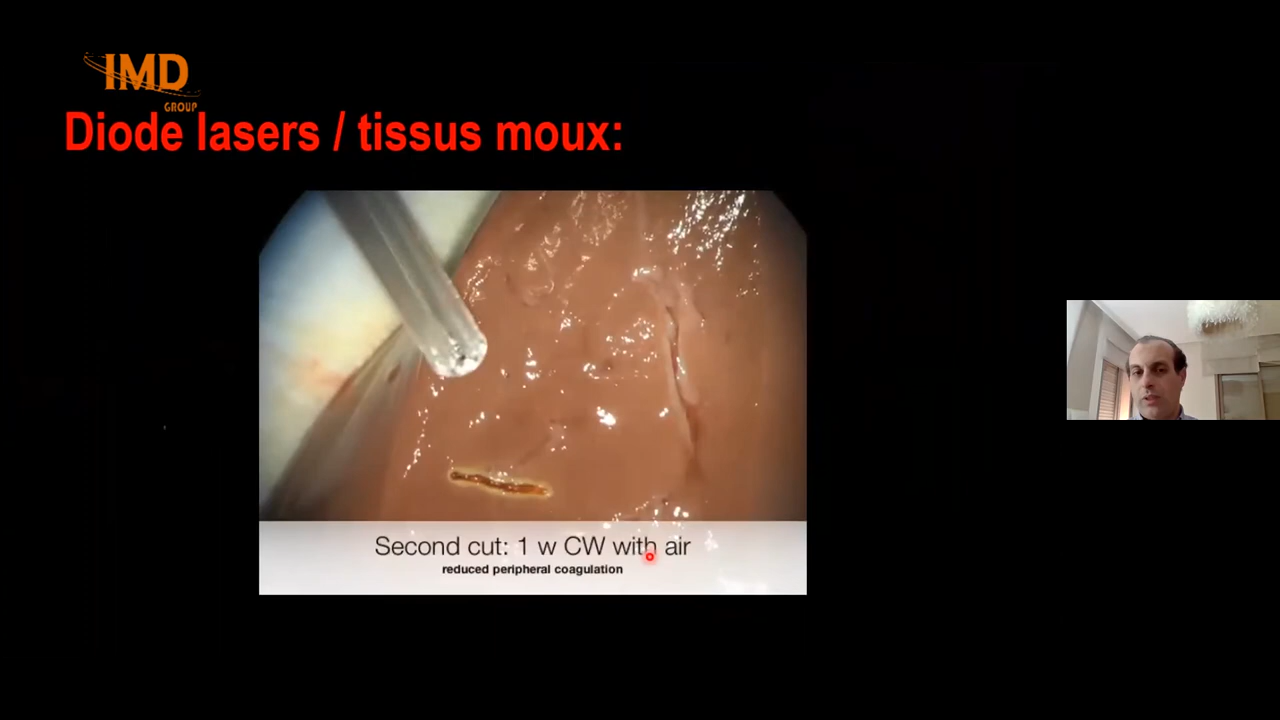 IMD
GROUP
Diode lasers / tissus moux:
Second cut: 1 w CW with air
reduced peripheral coagulation